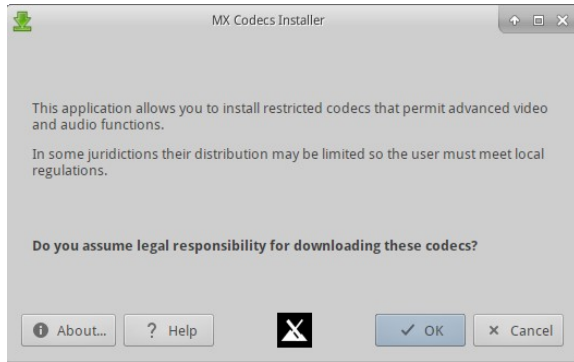 MX Codecs Installer
This application allows you to install restricted codecs that permit advanced video
and audio functions.
In some juridictions their distribution may be limited so the user must meet local
regulations.
Do you assume legal responsibility for downloading these codecs?
About... ? Help OK Cancel